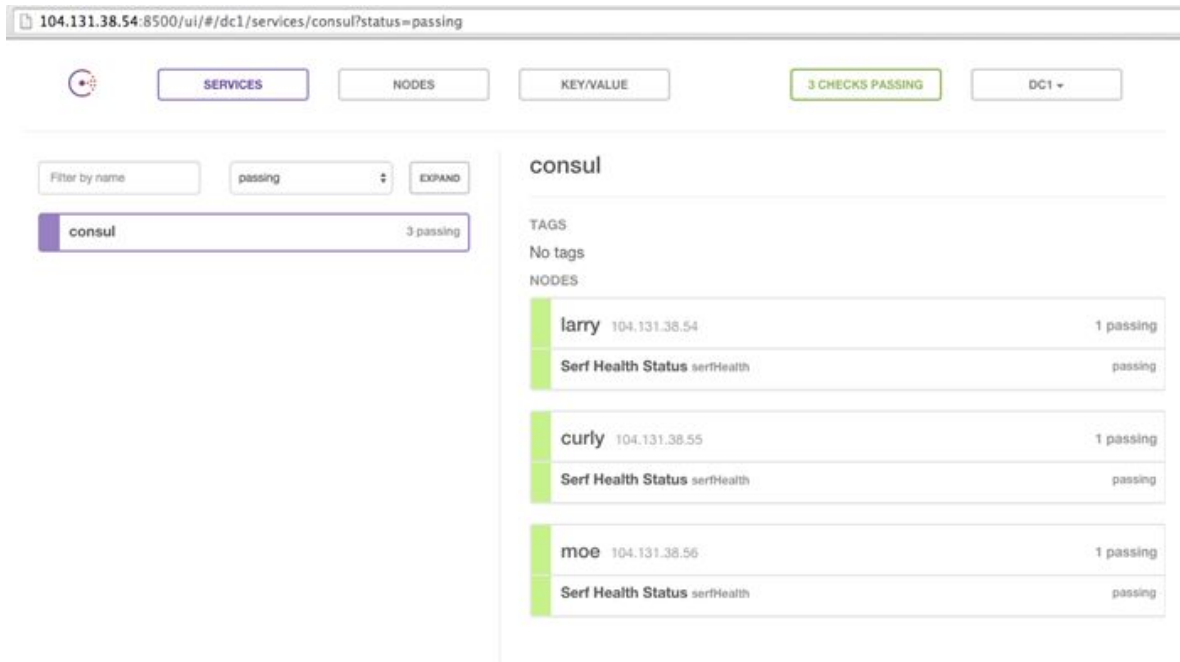 104.131.38.54:8500/ui/#/dc1/services/consul?status=passing
SERVICES
NODES
KEY/VALUE
3 CHECKS PASSING
DC1
Filter by name
passing
EXPAND
consul
3 passing
consul
TAGS
No tags
NODES
larry 104.131.38.54 1 passing
Serf Health Status serfHealth passing
curly 104.131.38.55 1 passing
Serf Health Status serfHealth passing
moe 104.131.38.56 1 passing
Serf Health Status serfHealth passing